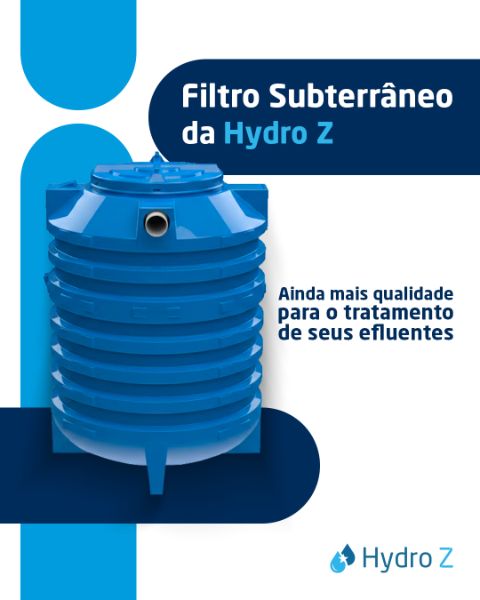 Filtro Subterrâneo
da Hydro Z
Ainda mais qualidade
para o tratamento
de seus efluentes
Hydro Z